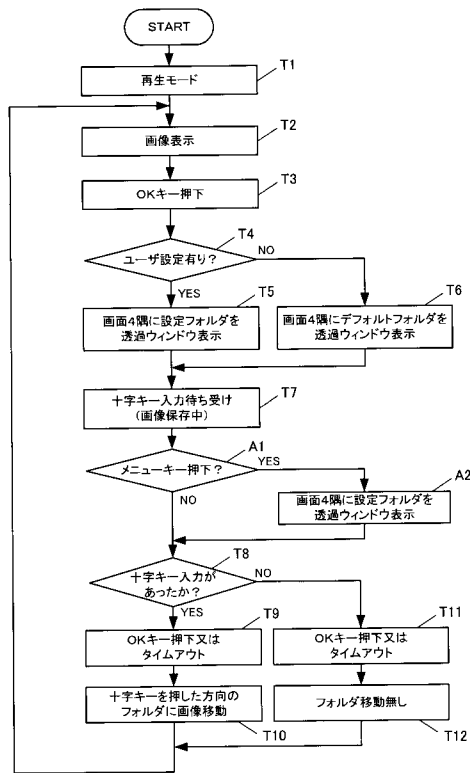 START
再生モード
T1
画像表示
T2
OKキー押下
T3
ユーザ設定有り？
T4
NO
YES
画面4隅に設定フォルダを
透過ウィンドウ表示
T5
画面4隅にデフォルトフォルダを
透過ウィンドウ表示
T6
十字キー入力待ち受け
(画像保存中)
T7
メニューキー押下？
A1
YES
NO
画面4隅に設定フォルダを
透過ウィンドウ表示
A2
十字キー入力が
あったか？
T8
NO
YES
OKキー押下又は
タイムアウト
T9
OKキー押下又は
タイムアウト
T11
十字キーを押した方向の
フォルダに画像移動
T10
フォルダ移動無し
T12